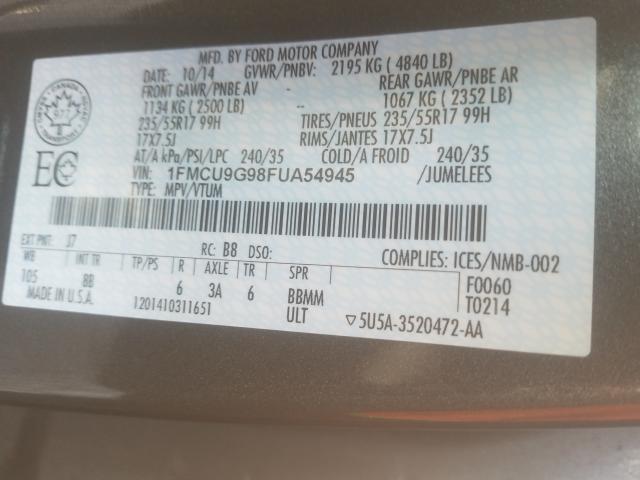 MFD. BY FORD MOTOR COMPANY
DATE: 10/14 GVWR/PNBV: 2195 KG ( 4840 LB)
FRONT GAWR/PNBE AV REAR GAWR/PNBE AR
1134 KG ( 2500 LB) -- 1067 KG ( 2352 LB)
235/55R17 99H TIRES/PNEUS 235/55R17 99H
17X7.5J RIMS/JANTES 17X7.5J
AT/A kPa/PSI/LPC 240/35 COLD/A FROID 240/35
VIN: 1FMCU9G98FUA54945 /JUMELEES
TYPE: MPV/VTUM
EC
CANADA
977
EXT PNT: J7 RC: B8 DSO: COMPLIES: ICES/NMB-002
WB INT TR TP/PS R AXLE TR SPR F0060
105 BB 6 3A 6 BBMM T0214
MADE IN U.S.A. 1201410311651 ULT ▽5U5A-3520472-AA